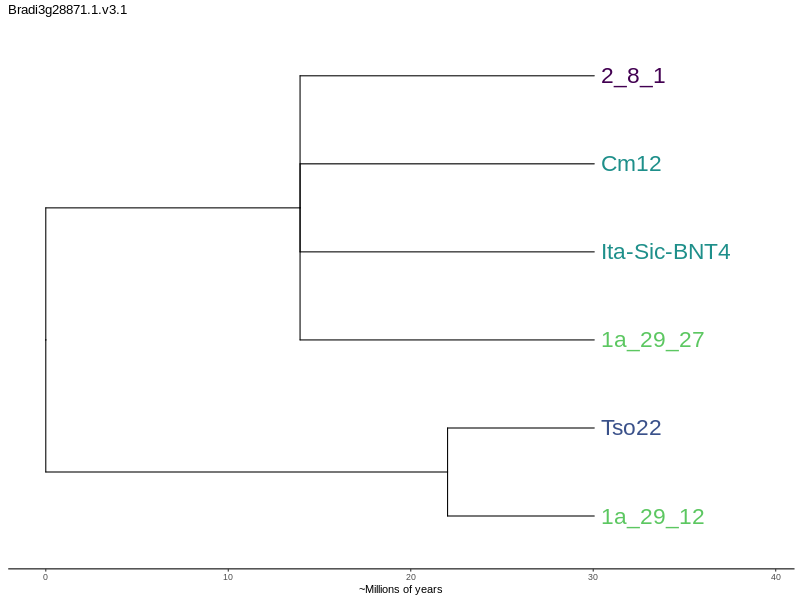 Bradi3g28871.1.v3.1
2_8_1
Cm12
Ita-Sic-BNT4
1a_29_27
Tso22
1a_29_12
0 10 20 30 40
~Millions of years